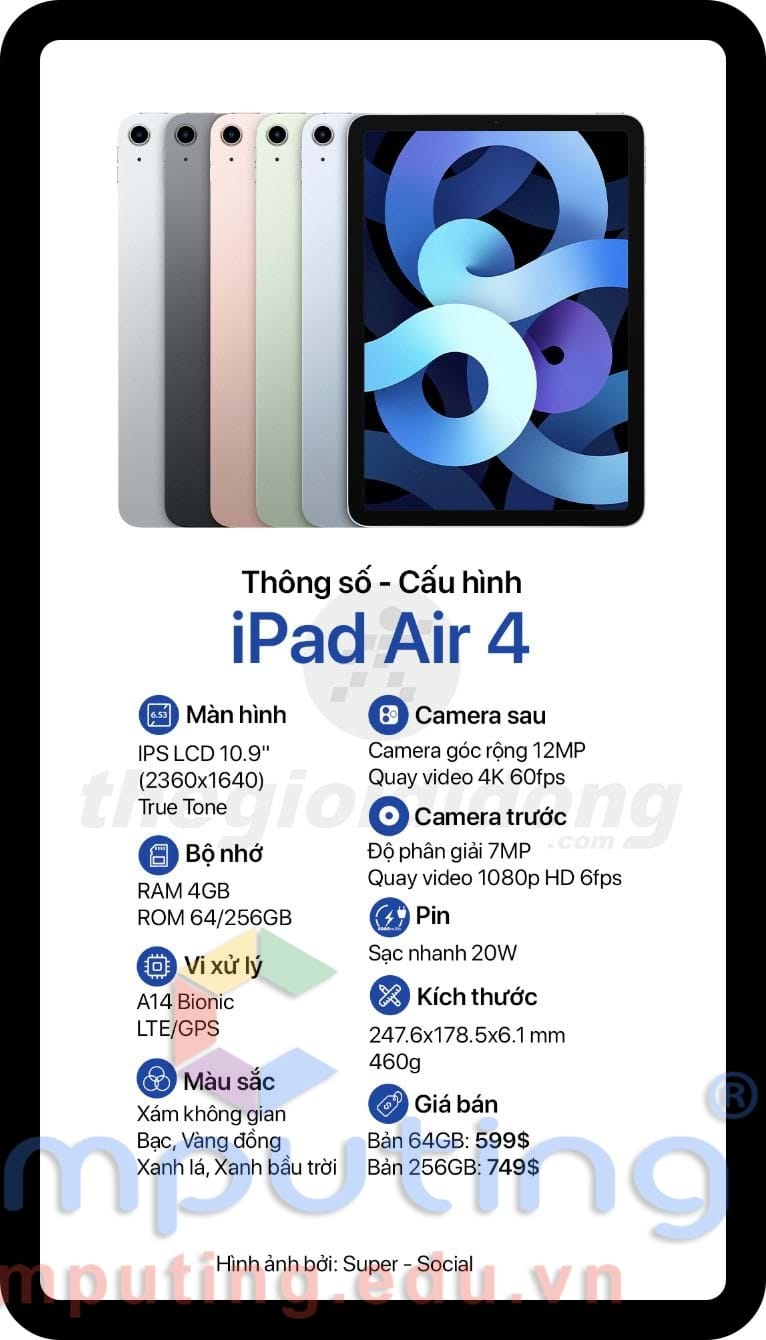 Thông số - Cấu hình
iPad Air 4
6.53
Màn hình
IPS LCD 10.9"
(2360x1640)
True Tone
Bộ nhớ
RAM 4GB
ROM 64/256GB
Vi xử lý
A14 Bionic
LTE/GPS
Màu sắc
Xám không gian
Bạc, Vàng đồng
Xanh lá, Xanh bầu trời
Camera sau
Camera góc rộng 12MP
Quay video 4K 60fps
Camera trước
Độ phân giải 7MP
Quay video 1080p HD 6fps
Pin
Sạc nhanh 20W
Kích thước
247.6x178.5x6.1 mm
460g
Giá bán
Bản 64GB: 599$
Bản 256GB: 749$
thegioididong
.com
mputing®
mputing.edu.vn
Hình ảnh bởi: Super - Social